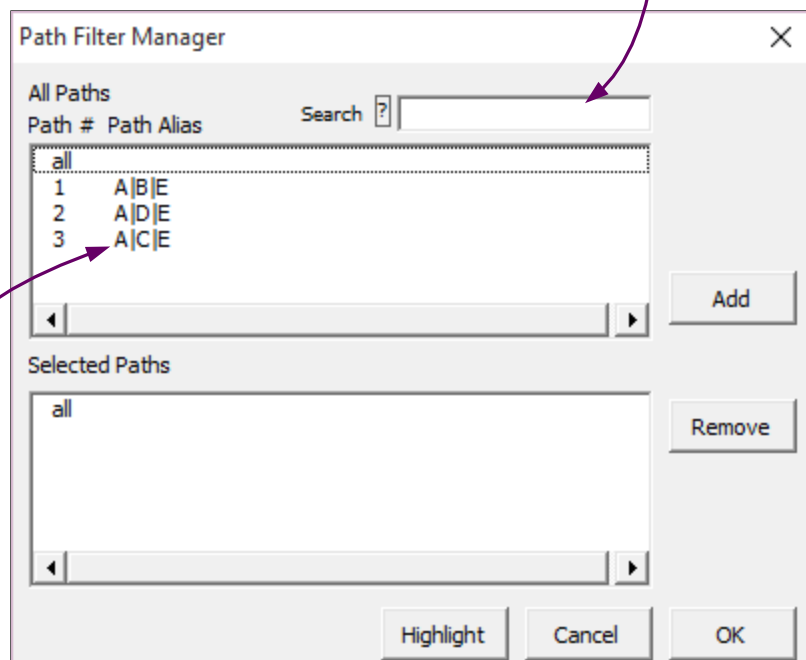 Path Filter Manager
All Paths
Search ?
Path # Path Alias
all
1 A|B|E
2 A|D|E
3 A|C|E
Add
Selected Paths
all
Remove
Highlight Cancel OK